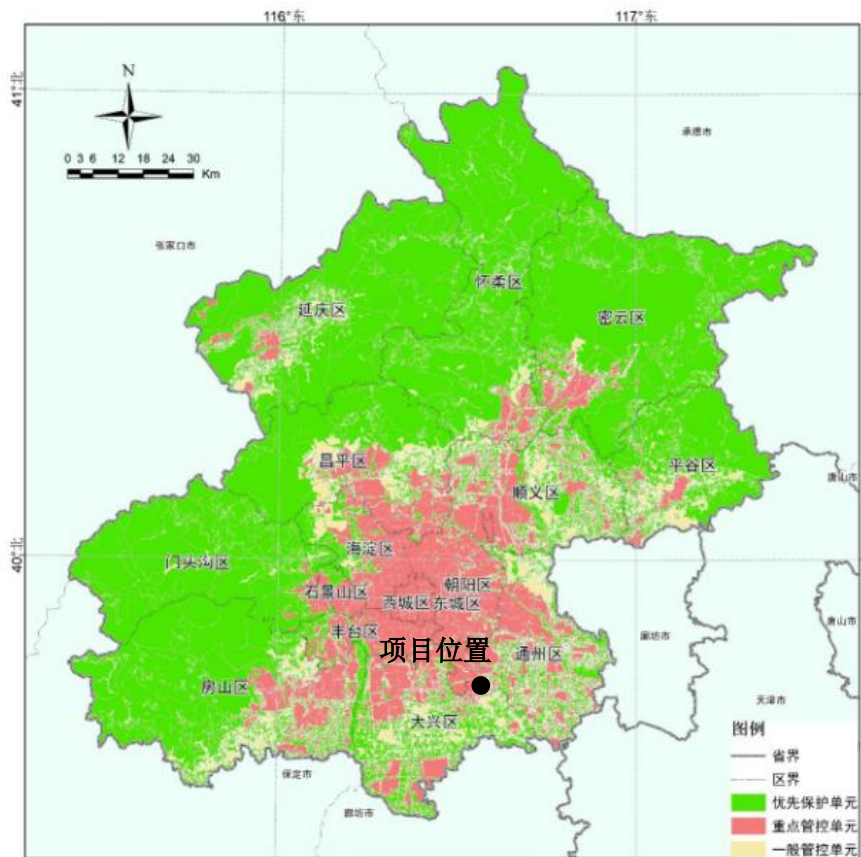 116°东
117°东
N
41°北
0 3 6 12 18 24 30
Km
承德市
张家口市
怀柔区
延庆区
密云区
昌平区
平谷区
唐山市
顺义区
40°北
海淀区
门头沟区
朝阳区
石景山区
西城区 东城区
唐山市
丰台区
廊坊市
项目位置
通州区
房山区
天津市
大兴区
图例
省界
保定市
区界
廊坊市
优先保护单元
重点管控单元
一般管控单元